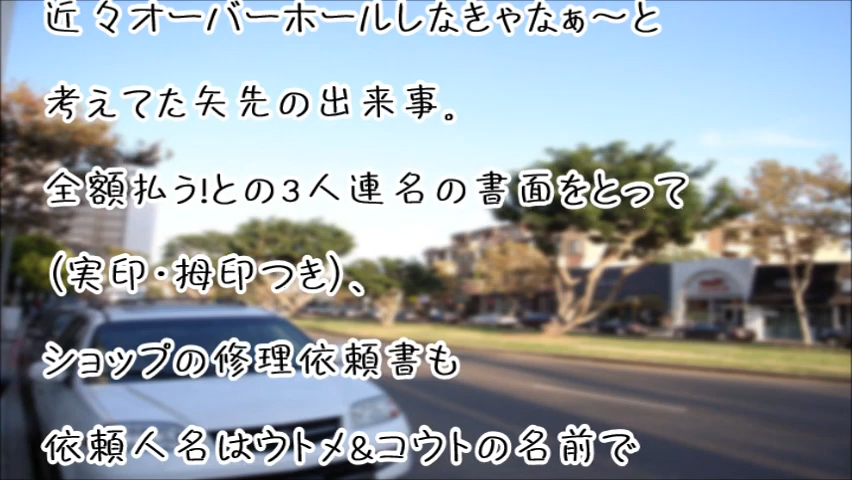 近々オーバーホールしなきゃなぁ〜と
考えてた矢先の出来事。
全額払う!との3人連名の書面をとって
(実印・拇印つき)、
ショップの修理依頼書も
依頼人名はウトメ&コウトの名前で